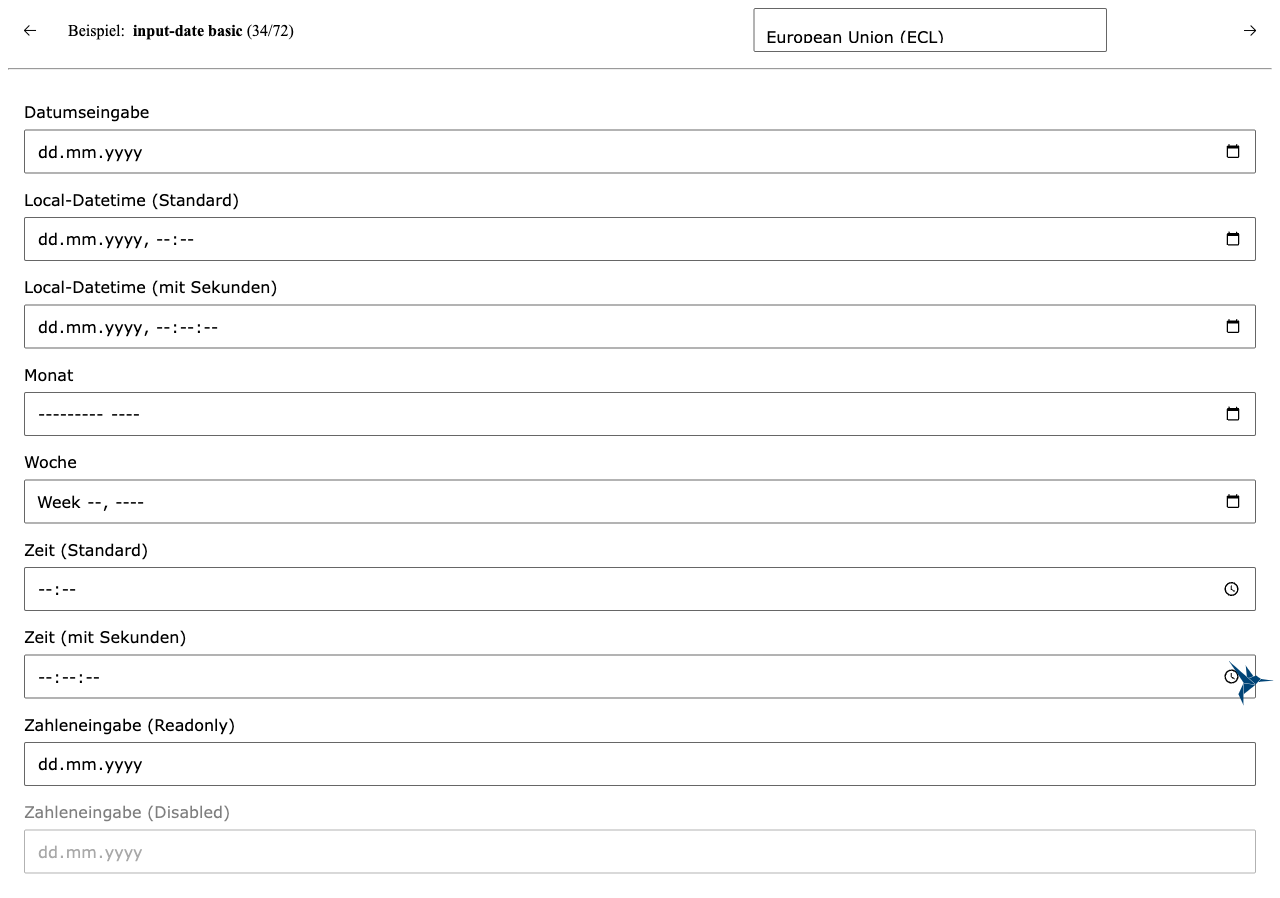 Beispiel: input-date basic (34/72)
European Union (ECL)
Datumseingabe
dd.mm.yyyy
Local-Datetime (Standard)
dd.mm.yyyy, --:--
Local-Datetime (mit Sekunden)
dd.mm.yyyy, --:--:--
Monat
--------- ----
Woche
Week --, ----
Zeit (Standard)
--:--
Zeit (mit Sekunden)
--:--:--
Zahleneingabe (Readonly)
dd.mm.yyyy
Zahleneingabe (Disabled)
dd.mm.yyyy